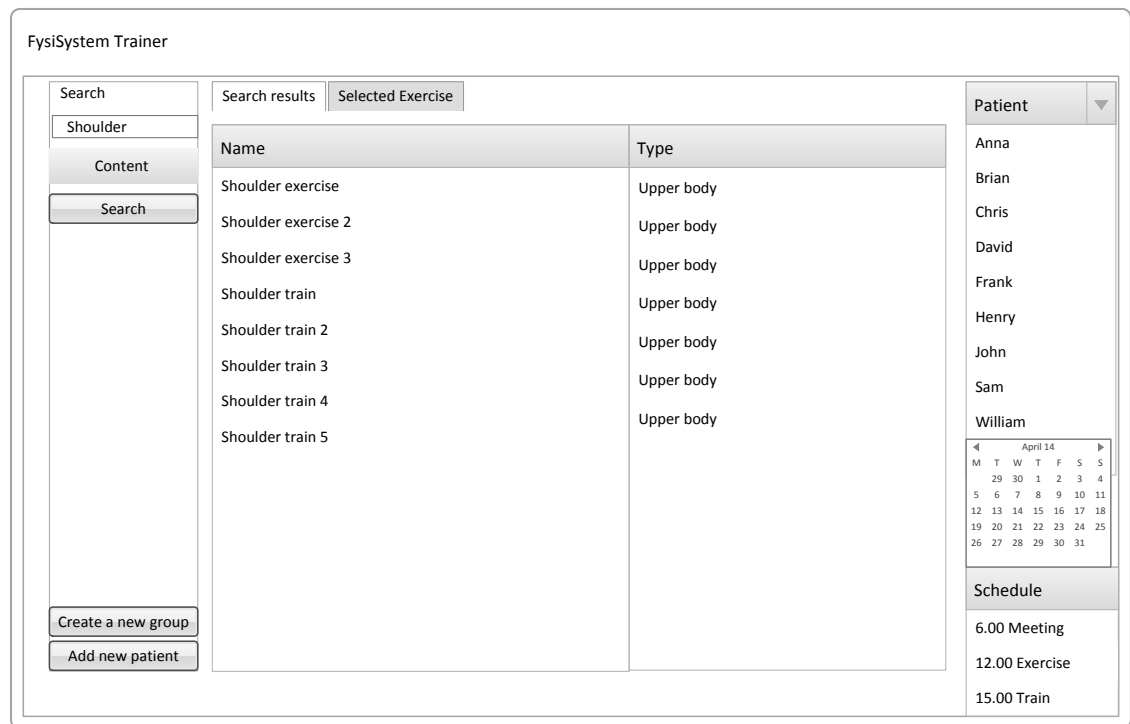 FysiSystem Trainer
Search
Shoulder
Content
Search
Create a new group
Add new patient
Search results Selected Exercise
Name Type
Shoulder exercise Upper body
Shoulder exercise 2 Upper body
Shoulder exercise 3 Upper body
Shoulder train Upper body
Shoulder train 2 Upper body
Shoulder train 3 Upper body
Shoulder train 4 Upper body
Shoulder train 5
Patient
Anna
Brian
Chris
David
Frank
Henry
John
Sam
William
April 14
M T W T F S S
29 30 1 2 3 4
5 6 7 8 9 10 11
12 13 14 15 16 17 18
19 20 21 22 23 24 25
26 27 28 29 30 31
Schedule
6.00 Meeting
12.00 Exercise
15.00 Train